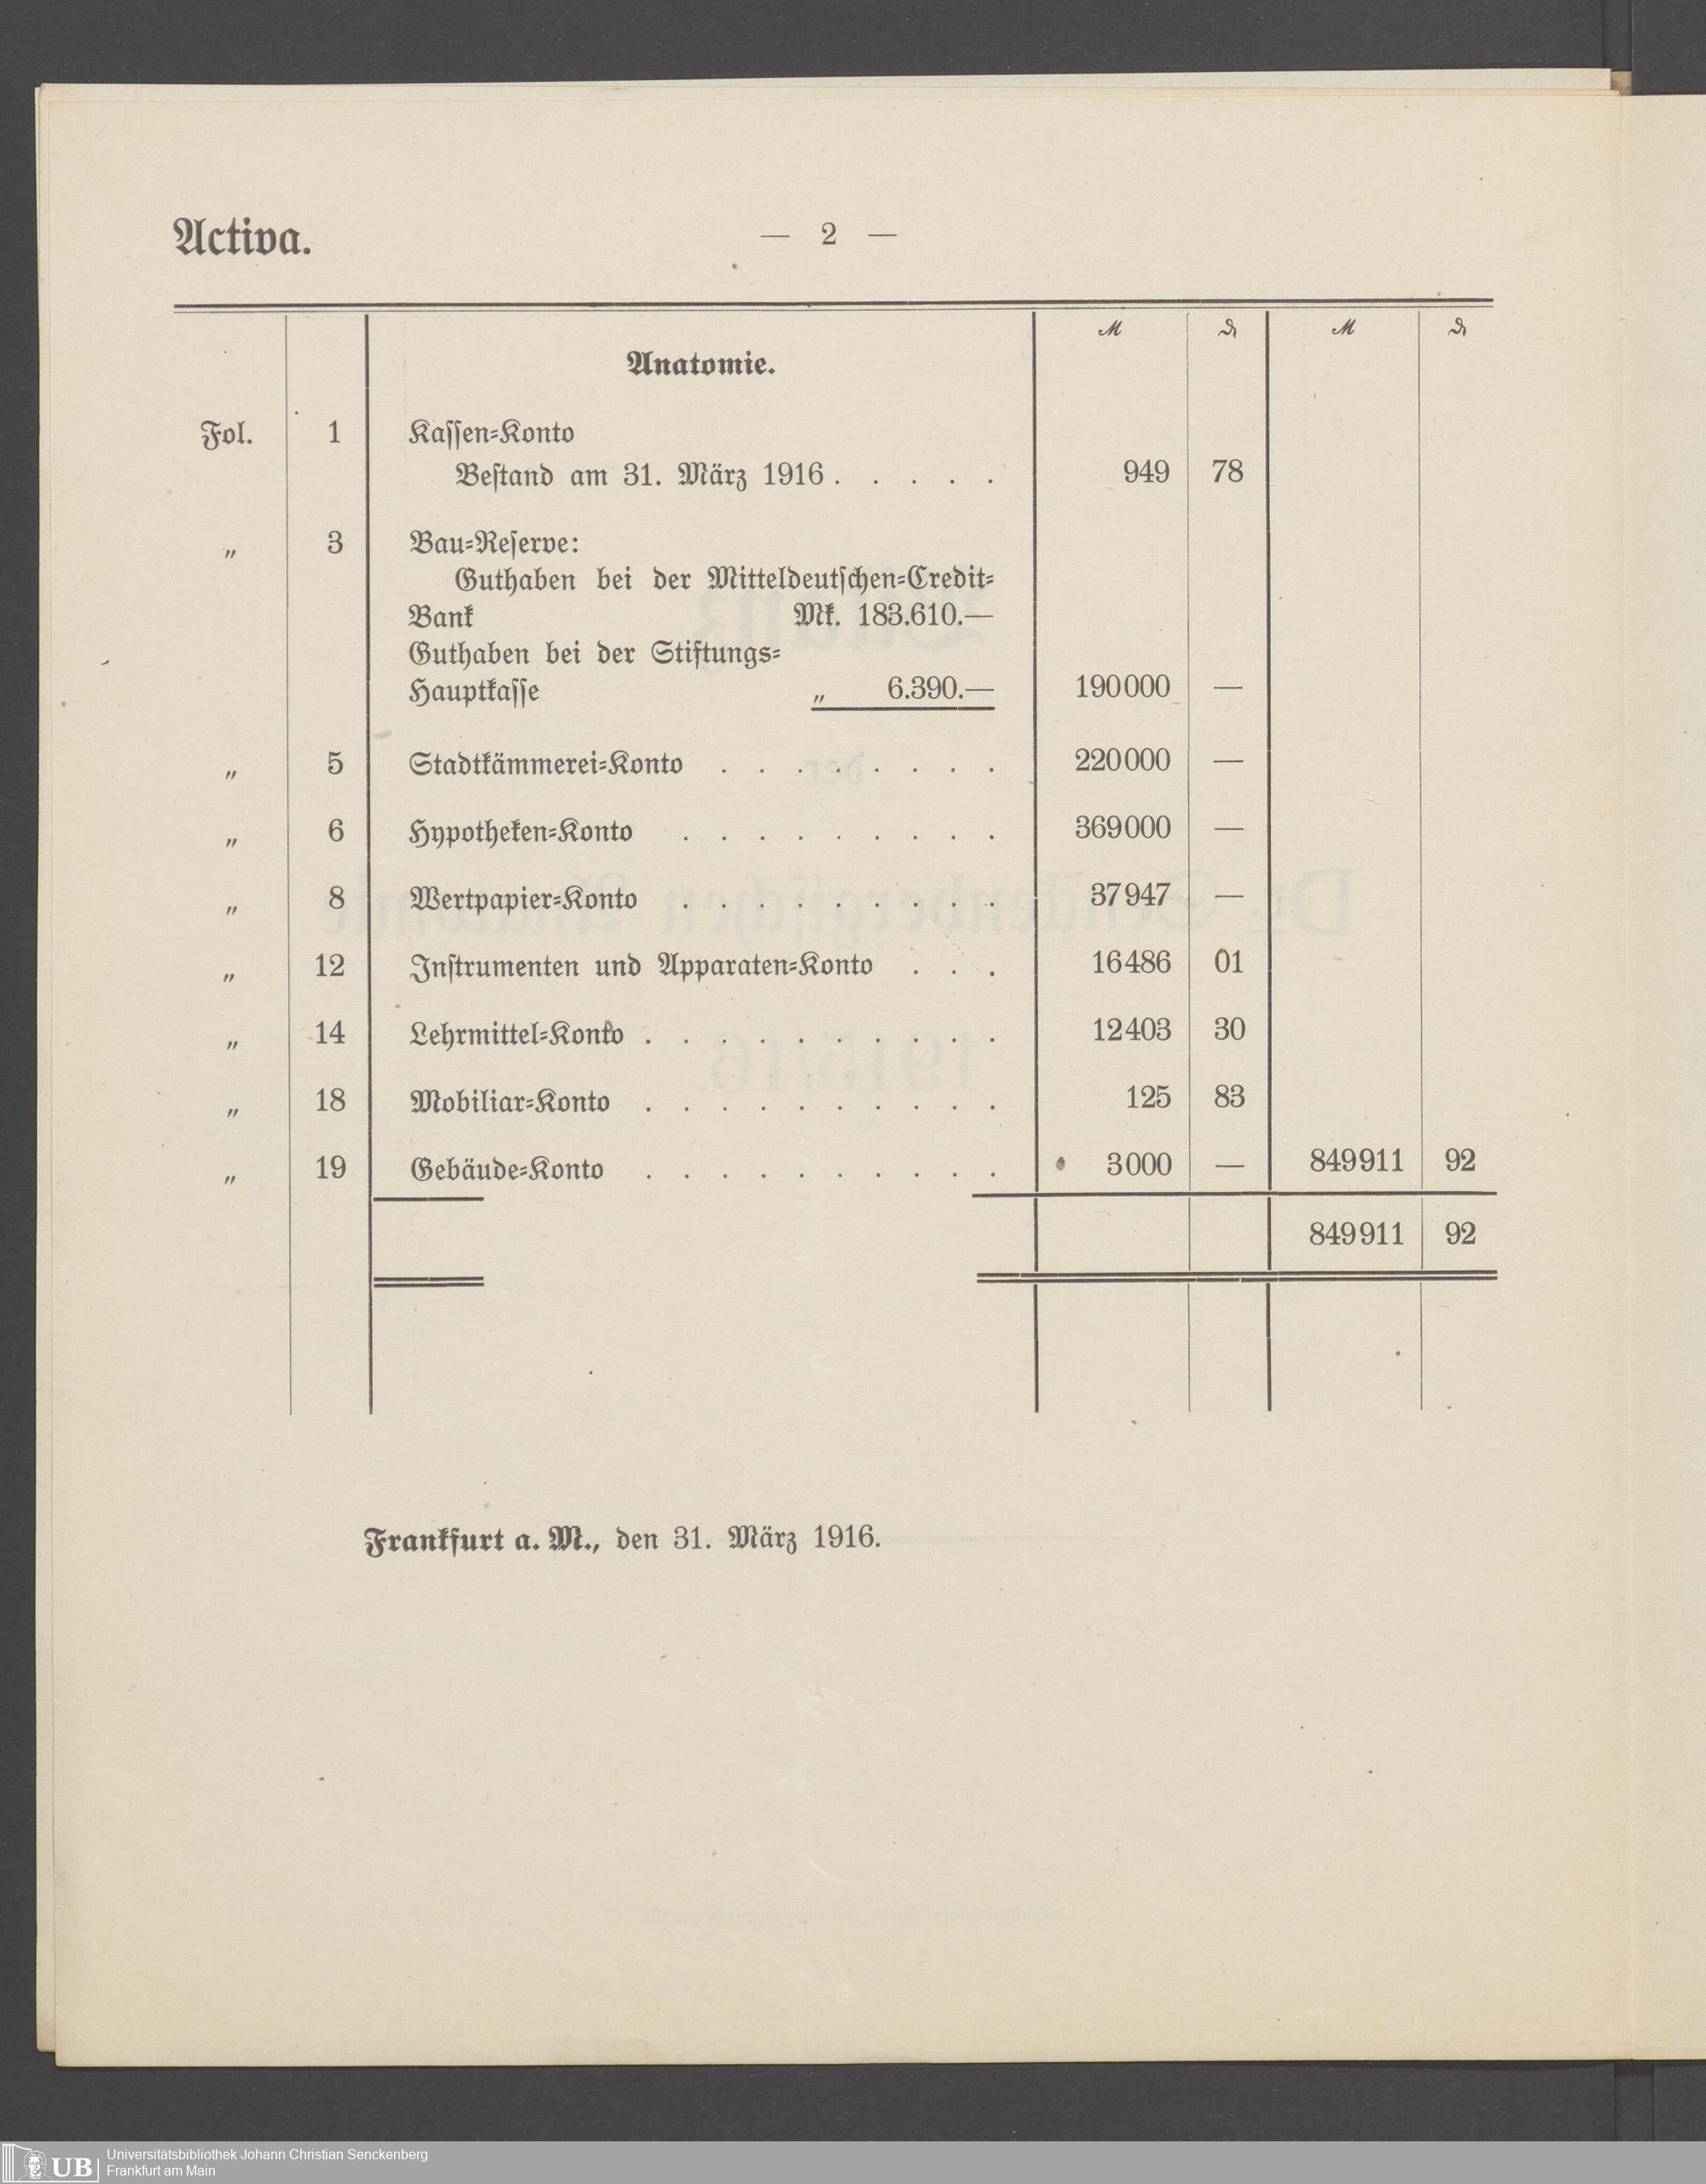 Activa.
— 2 —
ℳ ₰ ℳ ₰
Anatomie.
Fol. 1 Kassen-Konto
Bestand am 31. März 1916 . . . . . 949 78
„ 3 Bau-Reserve:
Guthaben bei der Mitteldeutschen-Credit-
Bank Mk. 183.610.—
Guthaben bei der Stiftungs-
Hauptkasse „ 6.390.— 190000 —
„ 5 Stadtkämmerei-Konto . . . . . . . . 220000 —
„ 6 Hypotheken-Konto . . . . . . . . . 369000 —
„ 8 Wertpapier-Konto . . . . . . . . . 37947 —
„ 12 Instrumenten und Apparaten-Konto . . . 16486 01
„ 14 Lehrmittel-Konto . . . . . . . . . . 12403 30
„ 18 Mobiliar-Konto . . . . . . . . . . 125 83
„ 19 Gebäude-Konto . . . . . . . . . . 3000 — 849911 92
849911 92
Frankfurt a. M., den 31. März 1916.
UB Universitätsbibliothek Johann Christian Senckenberg
Frankfurt am Main